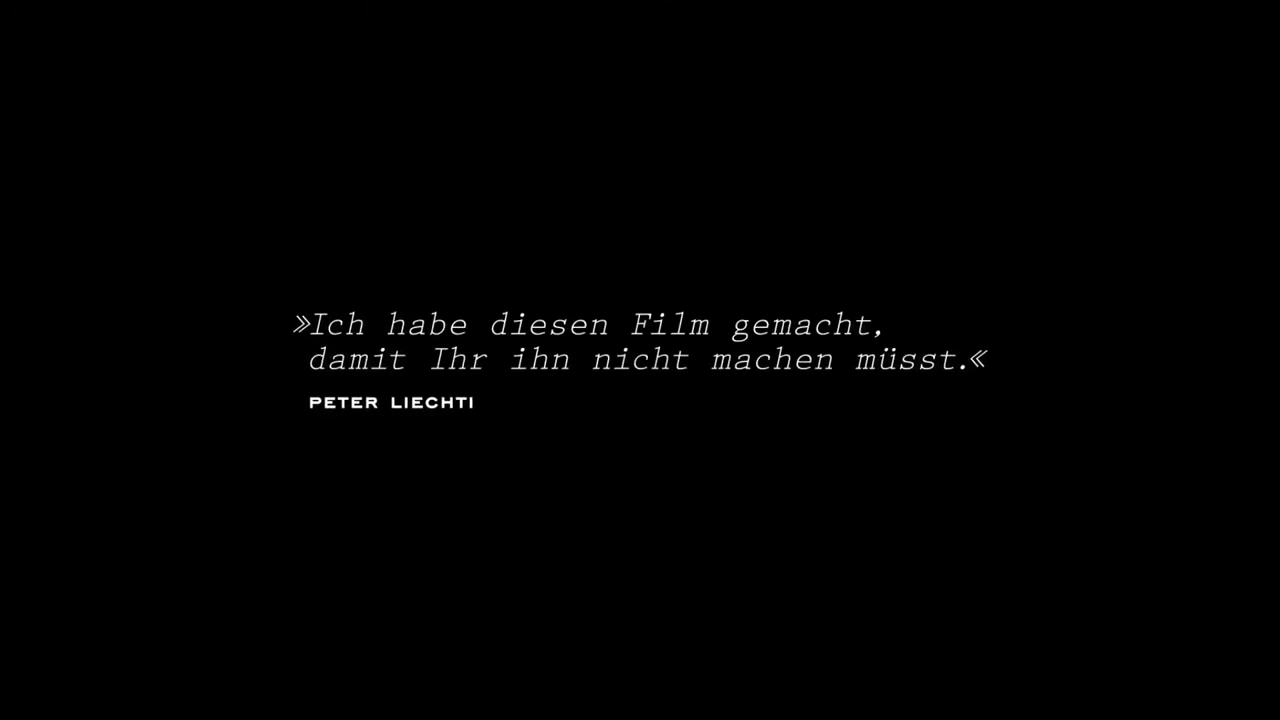 »Ich habe diesen Film gemacht,
damit Ihr ihn nicht machen müsst.«
PETER LIECHTI